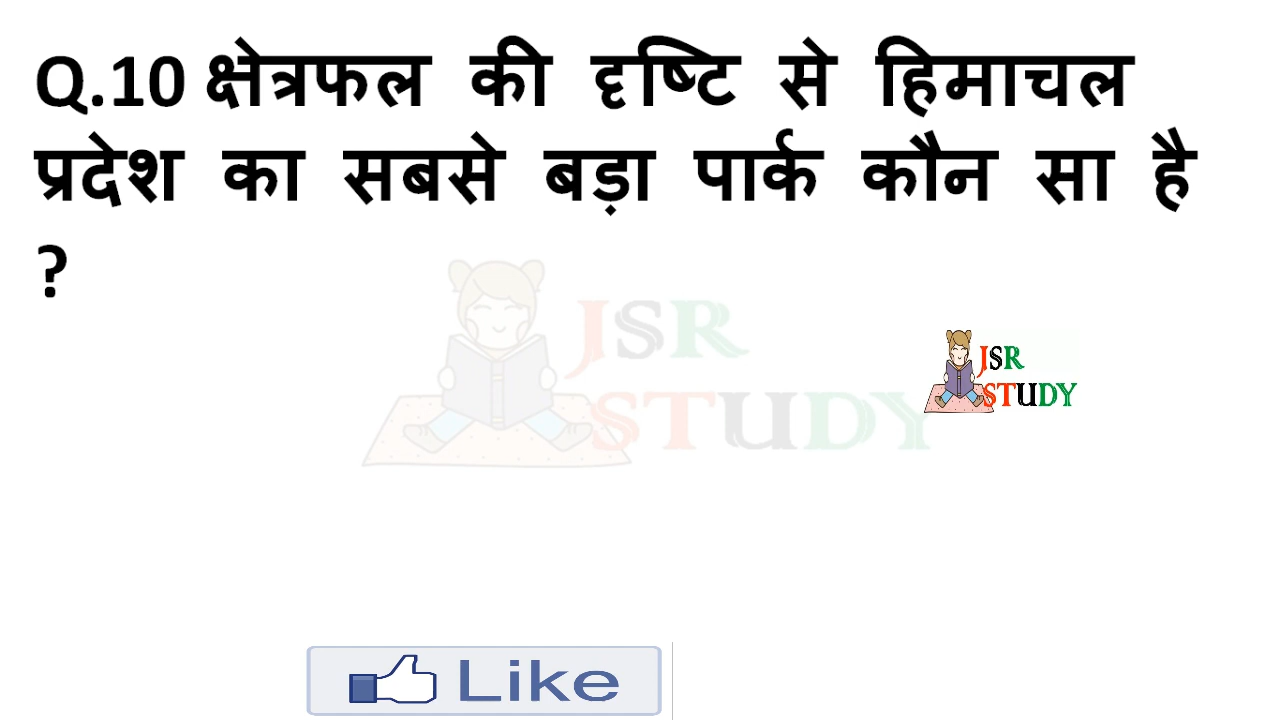 Q.10 क्षेत्रफल की दृष्टि से हिमाचल
प्रदेश का सबसे बड़ा पार्क कौन सा है
?
JSR
STUDY
JSR
STUDY
Like